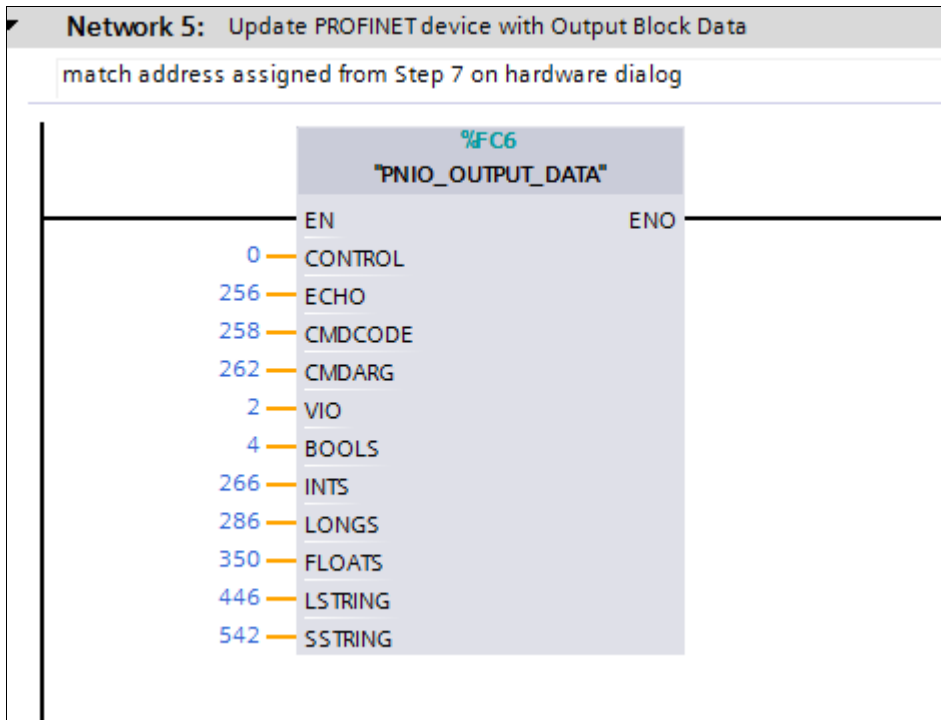 Network 5: Update PROFINET device with Output Block Data
match address assigned from Step 7 on hardware dialog
%FC6
"PNIO_OUTPUT_DATA"
EN ENO
0 CONTROL
256 ECHO
258 CMDCODE
262 CMDARG
2 VIO
4 BOOLS
266 INTS
286 LONGS
350 FLOATS
446 LSTRING
542 SSTRING